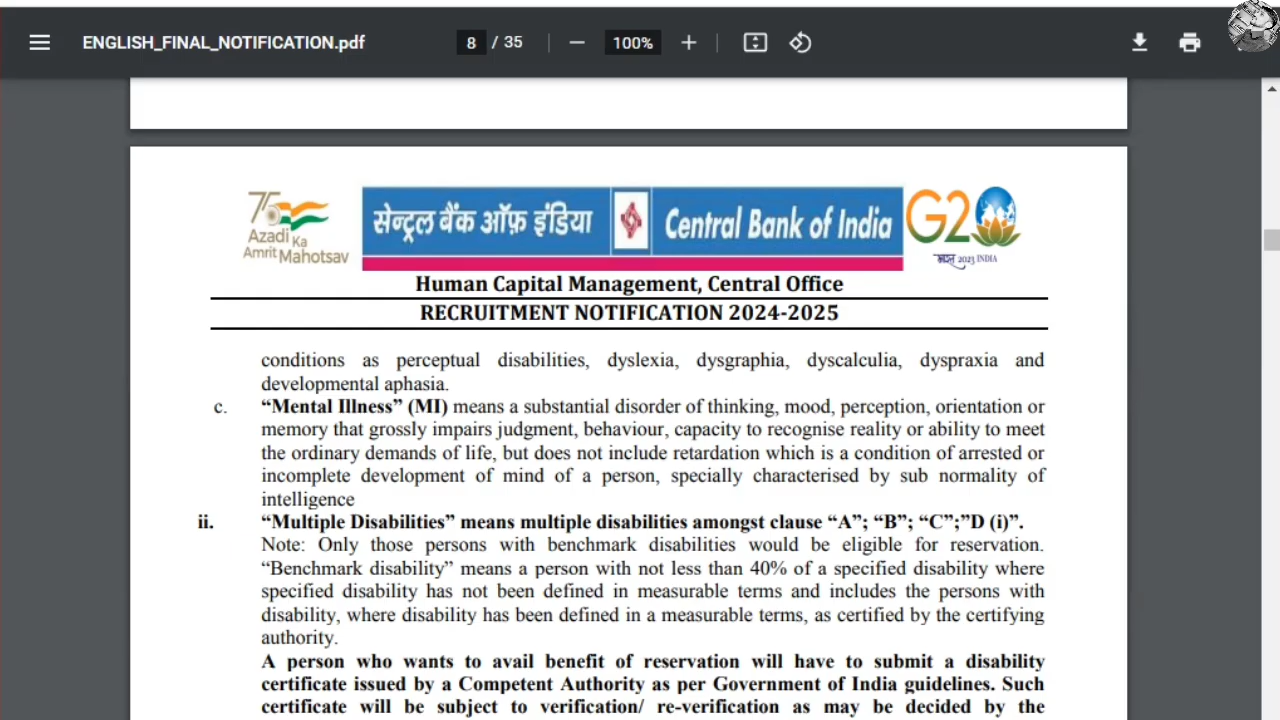 ENGLISH_FINAL_NOTIFICATION.pdf
8 / 35
100%
75
Azadi Ka
Amrit Mahotsav
सेन्ट्रल बैंक ऑफ़ इंडिया
Central Bank of India
G20
भारत 2023 INDIA
Human Capital Management, Central Office
RECRUITMENT NOTIFICATION 2024-2025
conditions as perceptual disabilities, dyslexia, dysgraphia, dyscalculia, dyspraxia and
developmental aphasia.
c. “Mental Illness” (MI) means a substantial disorder of thinking, mood, perception, orientation or
memory that grossly impairs judgment, behaviour, capacity to recognise reality or ability to meet
the ordinary demands of life, but does not include retardation which is a condition of arrested or
incomplete development of mind of a person, specially characterised by sub normality of
intelligence
ii. “Multiple Disabilities” means multiple disabilities amongst clause “A”; “B”; “C”;”D (i)”.
Note: Only those persons with benchmark disabilities would be eligible for reservation.
“Benchmark disability” means a person with not less than 40% of a specified disability where
specified disability has not been defined in measurable terms and includes the persons with
disability, where disability has been defined in a measurable terms, as certified by the certifying
authority.
A person who wants to avail benefit of reservation will have to submit a disability
certificate issued by a Competent Authority as per Government of India guidelines. Such
certificate will be subject to verification/ re-verification as may be decided by the